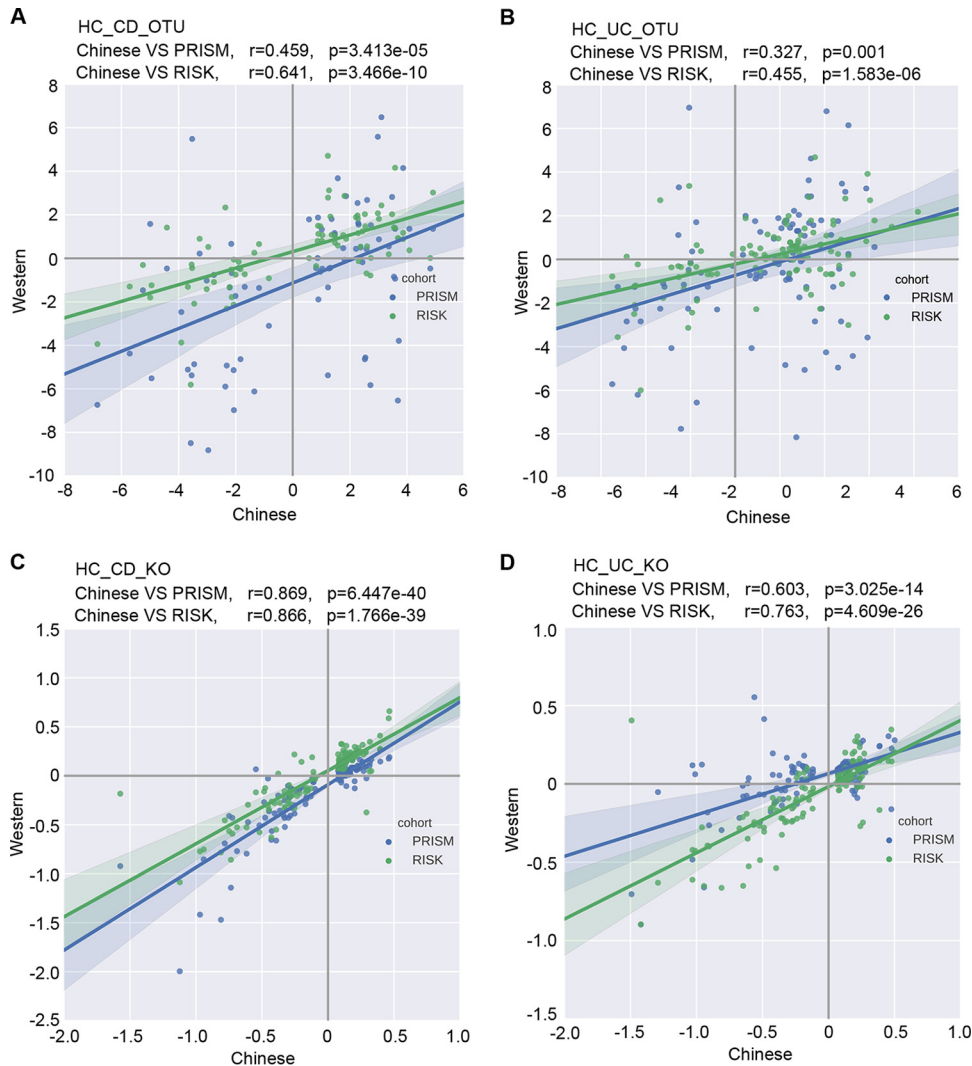 A
HC_CD_OTU
Chinese VS PRISM, r=0.459, p=3.413e-05
Chinese VS RISK, r=0.641, p=3.466e-10
8
6
4
2
0
-2
-4
-6
-8
-10
Western
cohort
PRISM
RISK
-8 -6 -4 -2 0 2 4 6
Chinese
B
HC_UC_OTU
Chinese VS PRISM, r=0.327, p=0.001
Chinese VS RISK, r=0.455, p=1.583e-06
8
6
4
2
0
-2
-4
-6
-8
-10
Western
cohort
PRISM
RISK
-8 -6 -4 -2 0 2 4 6
Chinese
C
HC_CD_KO
Chinese VS PRISM, r=0.869, p=6.447e-40
Chinese VS RISK, r=0.866, p=1.766e-39
1.5
1.0
0.5
0
-0.5
-1.0
-1.5
-2.0
-2.5
Western
cohort
PRISM
RISK
-2.0 -1.5 -1.0 -0.5 0 0.5 1.0
Chinese
D
HC_UC_KO
Chinese VS PRISM, r=0.603, p=3.025e-14
Chinese VS RISK, r=0.763, p=4.609e-26
1.0
0.5
0
-0.5
-1.0
-1.5
Western
cohort
PRISM
RISK
-2.0 -1.5 -1.0 -0.5 0 0.5 1.0
Chinese